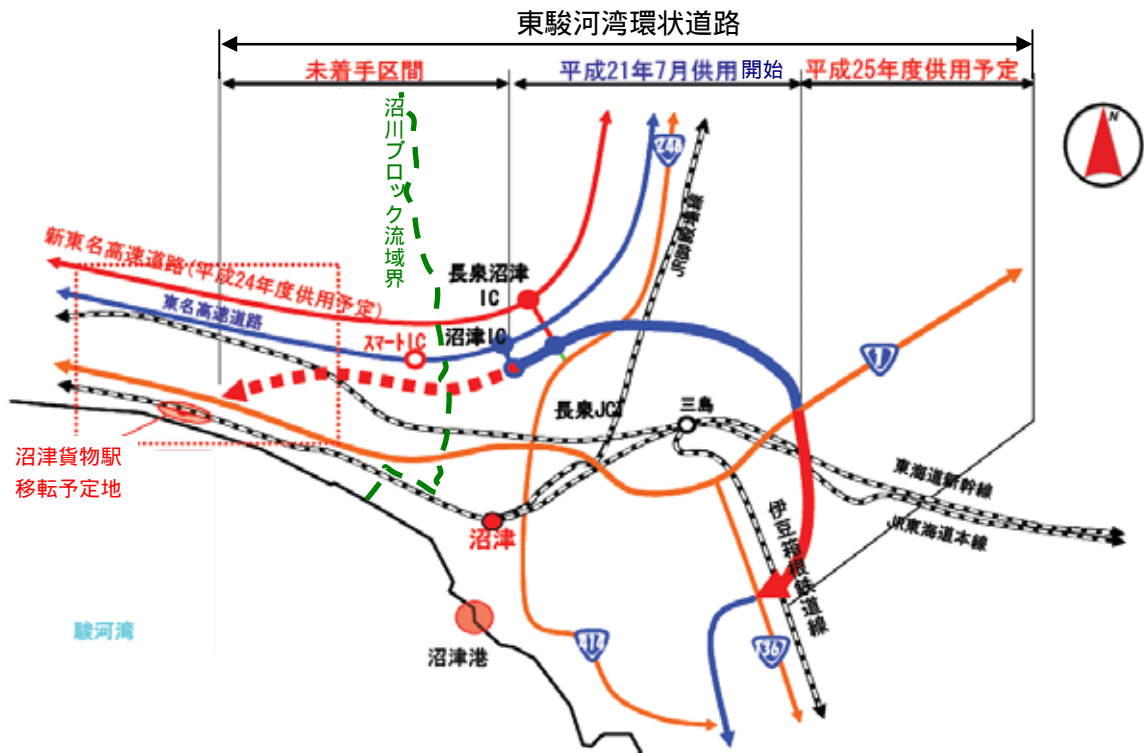 東駿河湾環状道路
未着手区間
平成21年7月供用開始
平成25年度供用予定
N
沼川ブロック流域界
246
JR御殿場線
新東名高速道路(平成24年度供用予定)
長泉沼津
IC
東名高速道路
スマートIC
沼津IC
1
長泉JCT
三島
沼津貨物駅
移転予定地
東海道新幹線
JR東海道本線
伊豆箱根鉄道線
沼津
駿河湾
沼津港
414
136